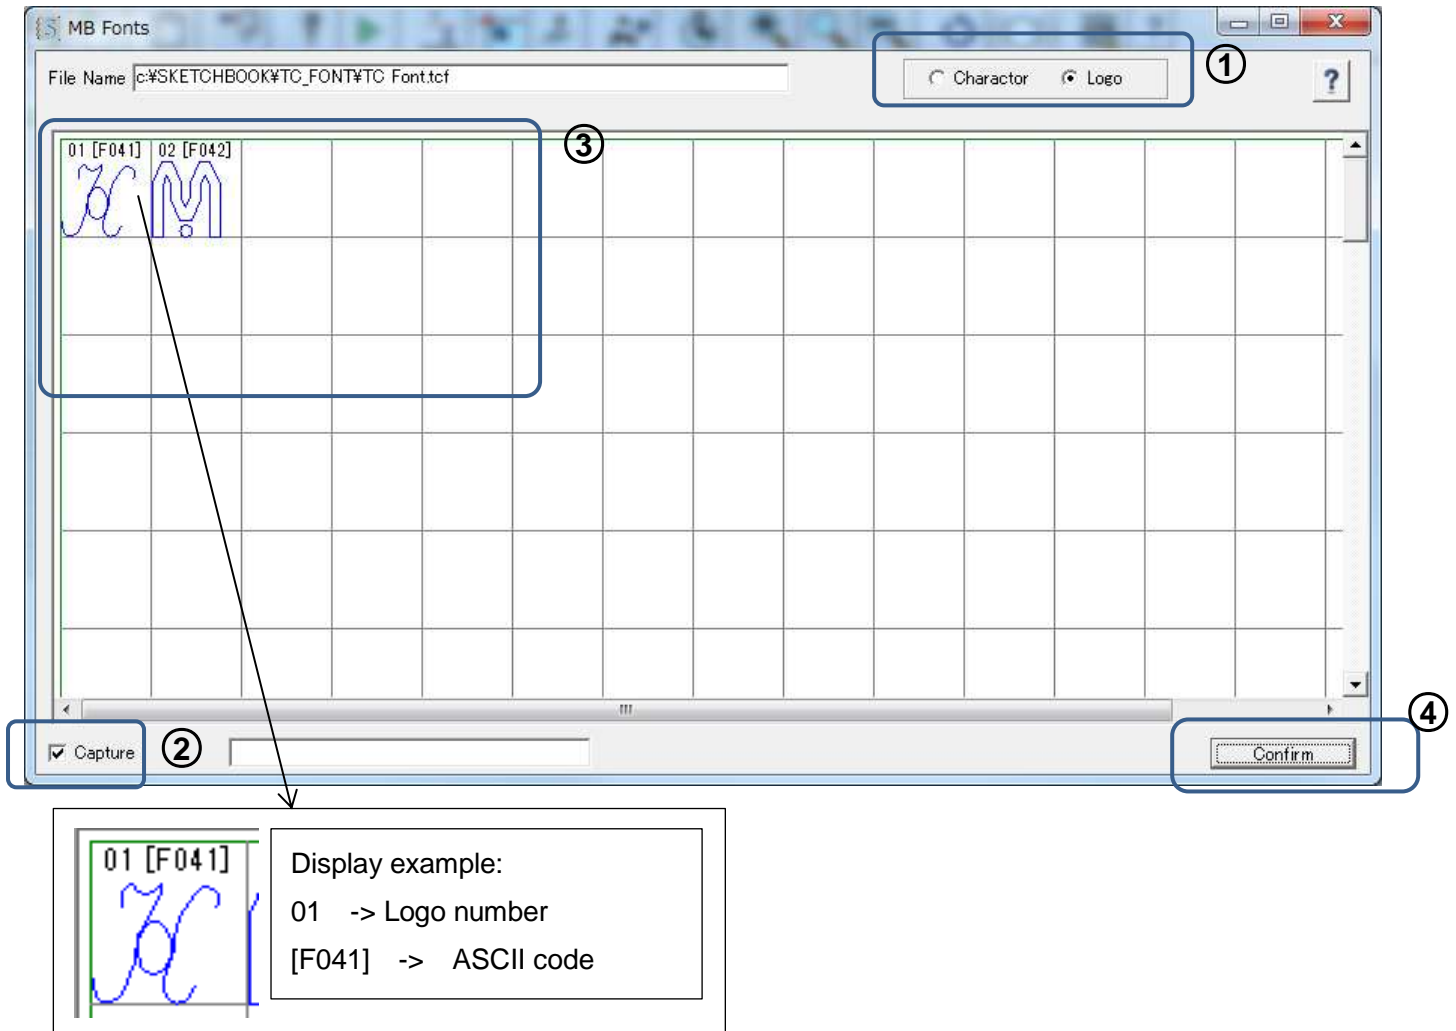 MB Fonts
①
File Name c:¥SKETCHBOOK¥TC_FONT¥TC Font.tcf
Charactor Logo
?
③
01 [F041] 02 [F042]
④
Capture
②
Confirm
01 [F041]
Display example:
01 -> Logo number
[F041] -> ASCII code